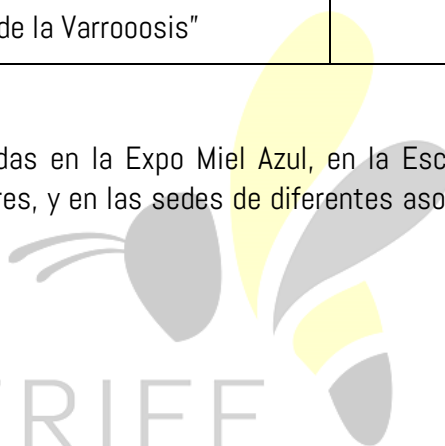 de la Varrooosis”
das en la Expo Miel Azul, en la Esc
res, y en las sedes de diferentes aso
ERIFE